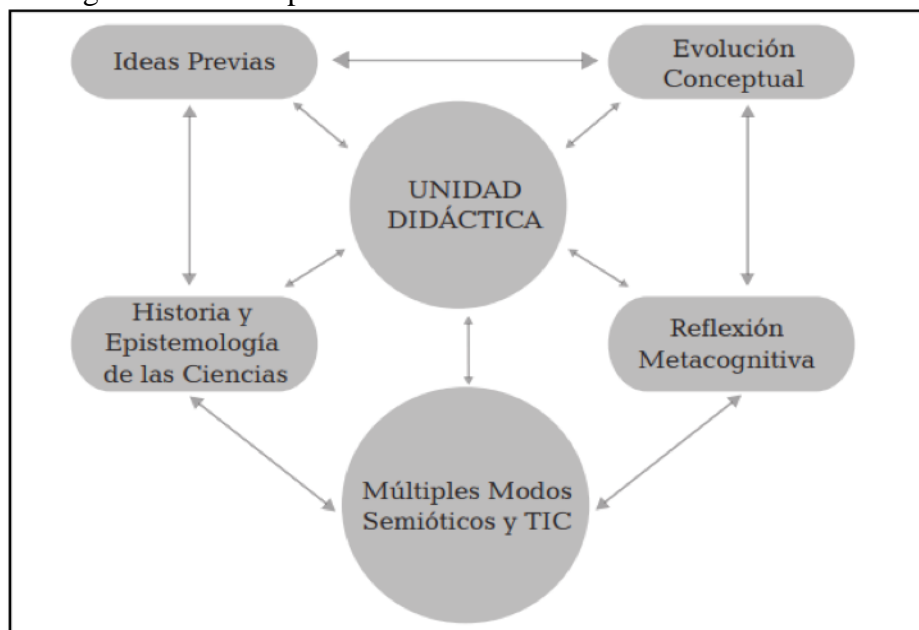 Ideas Previas
Evolución
Conceptual
UNIDAD
DIDÁCTICA
Historia y
Epistemología
de las Ciencias
Reflexión
Metacognitiva
Múltiples Modos
Semióticos y TIC